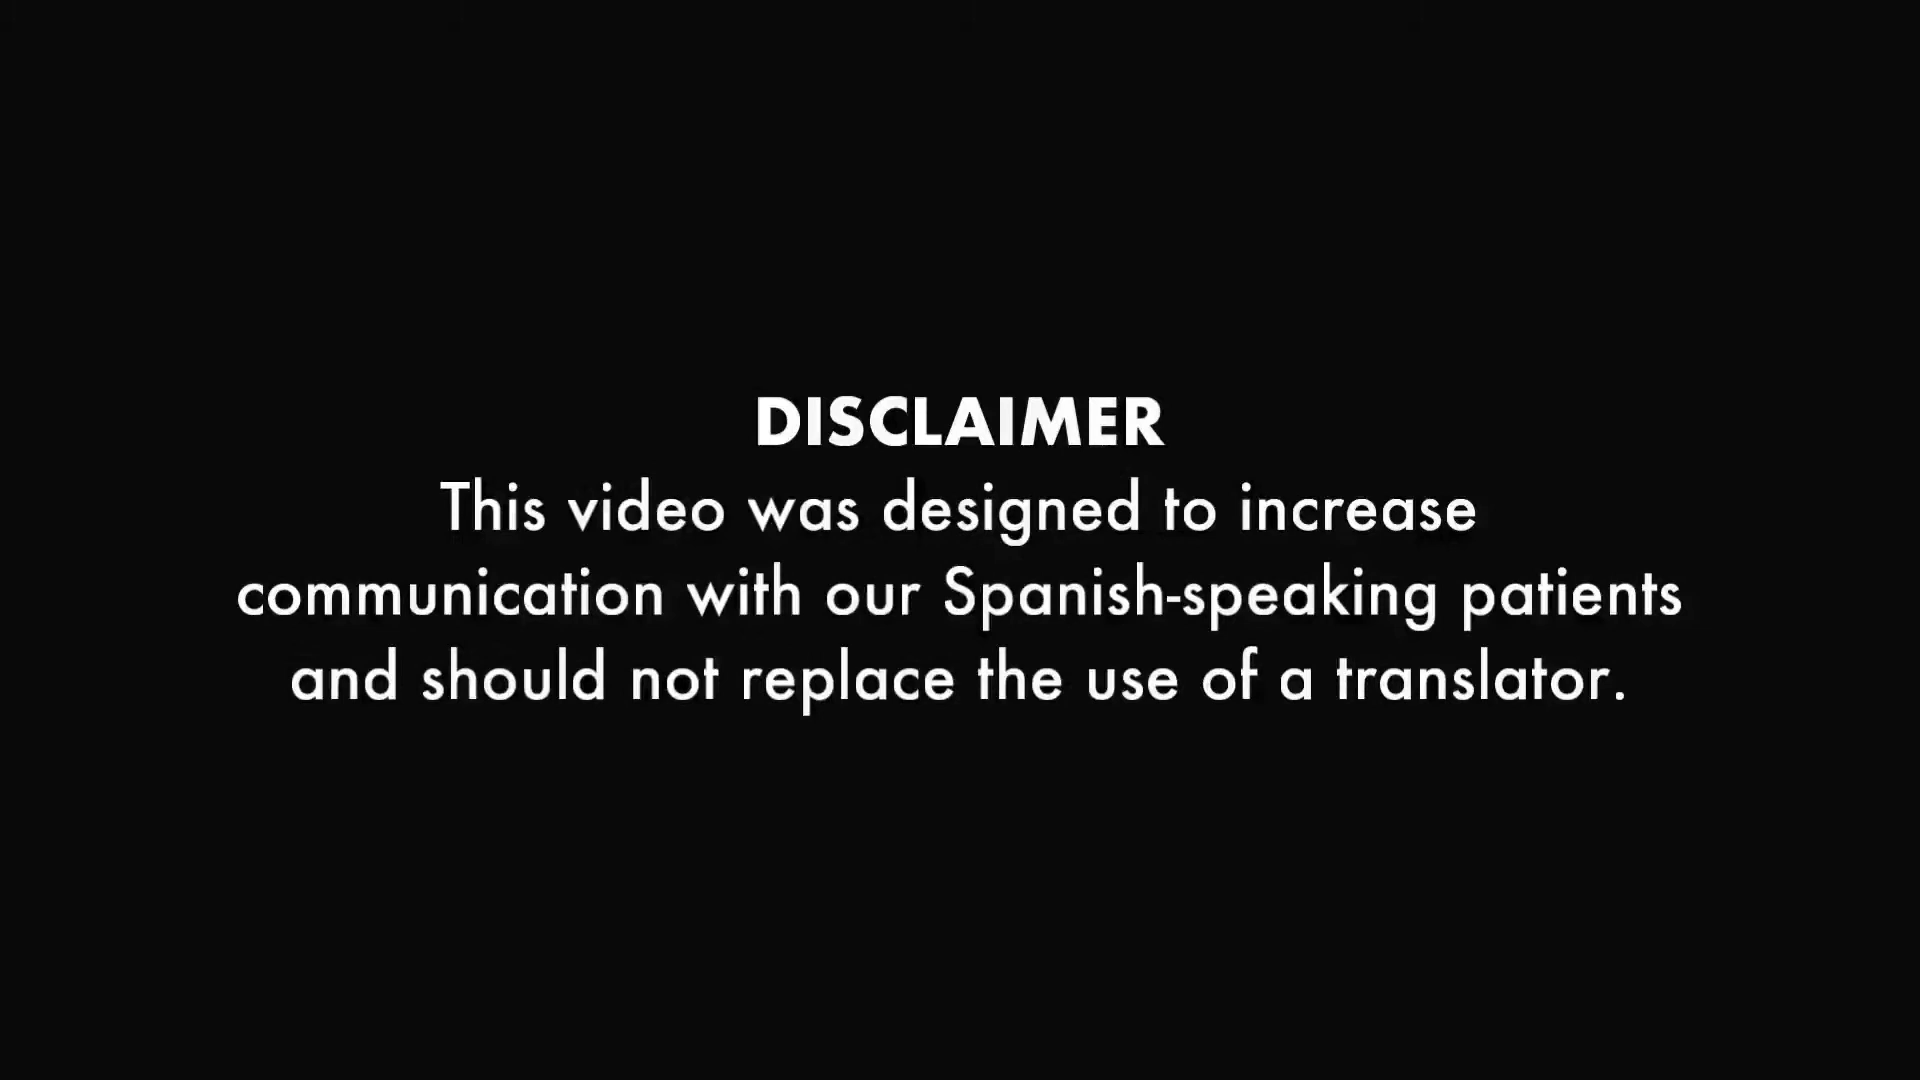 DISCLAIMER
This video was designed to increase
communication with our Spanish-speaking patients
and should not replace the use of a translator.